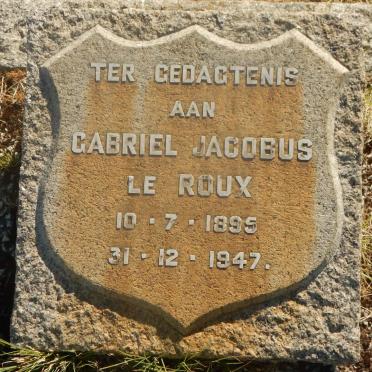 TER GEDAGTENIS
AAN
GABRIEL JACOBUS
LE ROUX
10 · 7 · 1895
31 · 12 · 1947.